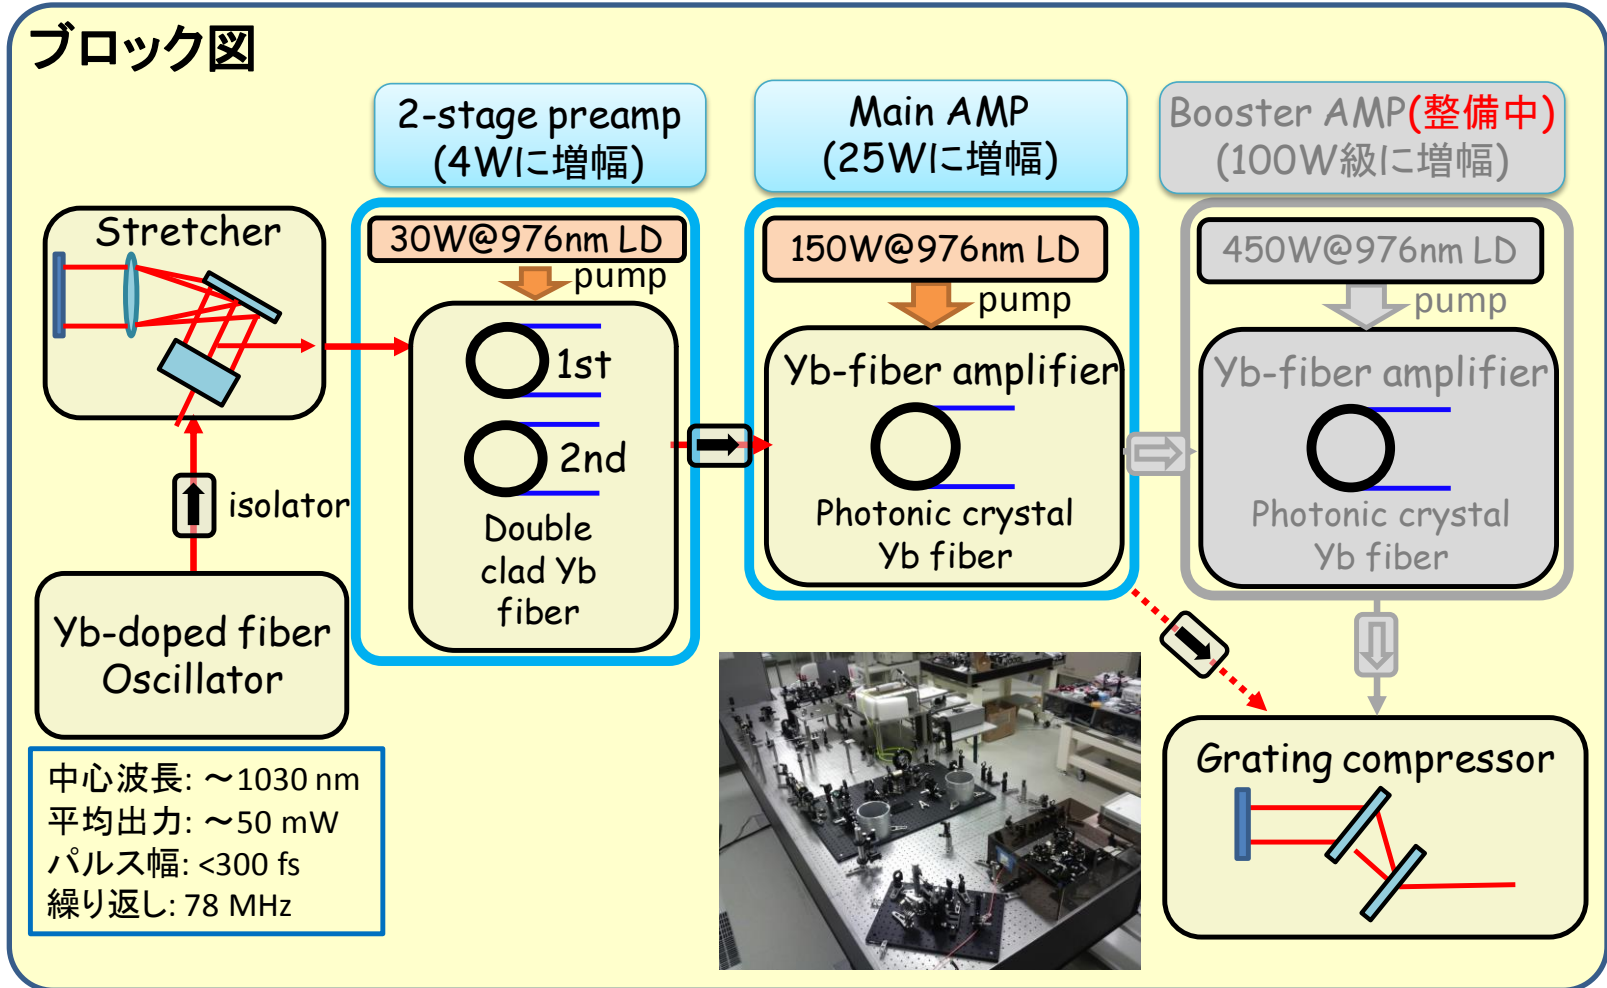 ブロック図
2-stage preamp
(4Wに増幅)
Main AMP
(25Wに増幅)
Booster AMP(整備中)
(100W級に増幅)
Stretcher
30W@976nm LD
pump
1st
2nd
Double
clad Yb
fiber
150W@976nm LD
pump
Yb-fiber amplifier
Photonic crystal
Yb fiber
450W@976nm LD
pump
Yb-fiber amplifier
Photonic crystal
Yb fiber
isolator
Yb-doped fiber
Oscillator
中心波長: ～1030 nm
平均出力: ～50 mW
パルス幅: <300 fs
繰り返し: 78 MHz
Grating compressor